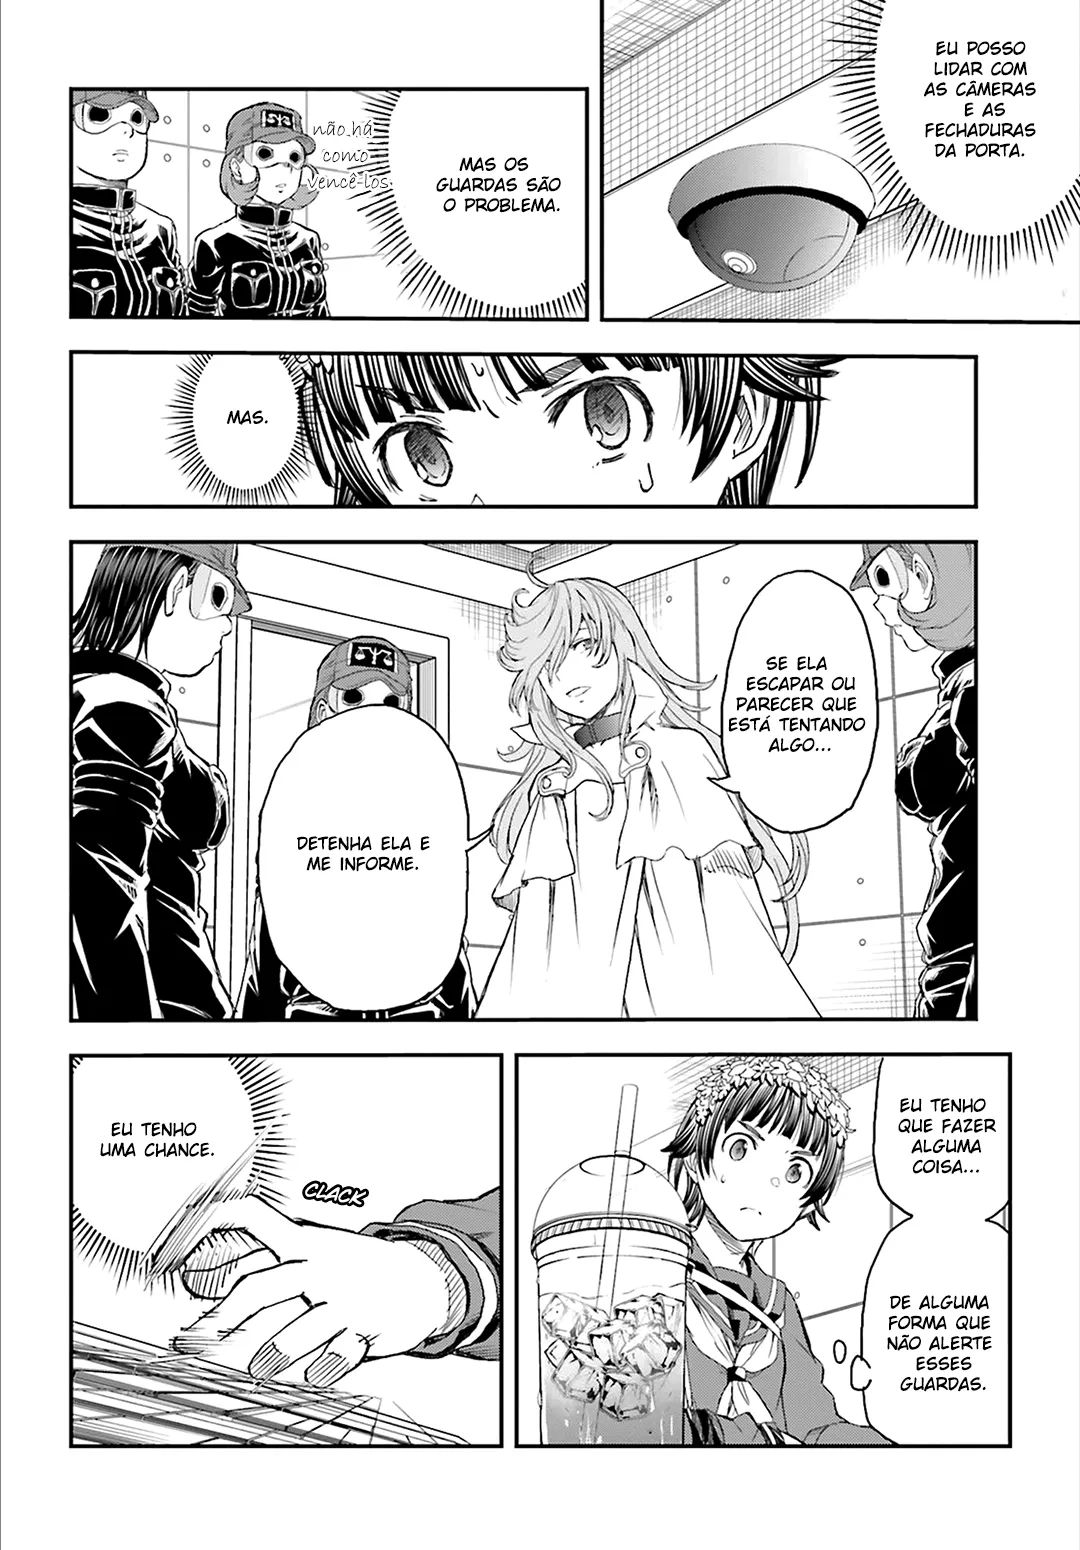 EU POSSO
LIDAR COM
AS CÂMERAS
E AS
FECHADURAS
DA PORTA.
MAS OS
GUARDAS SÃO
O PROBLEMA.
não há
como
vencê-los
MAS.
SE ELA
ESCAPAR OU
PARECER QUE
ESTÁ TENTANDO
ALGO...
DETENHA ELA E
ME INFORME.
EU TENHO
QUE FAZER
ALGUMA
COISA...
DE ALGUMA
FORMA QUE
NÃO ALERTE
ESSES
GUARDAS.
EU TENHO
UMA CHANCE.
CLACK